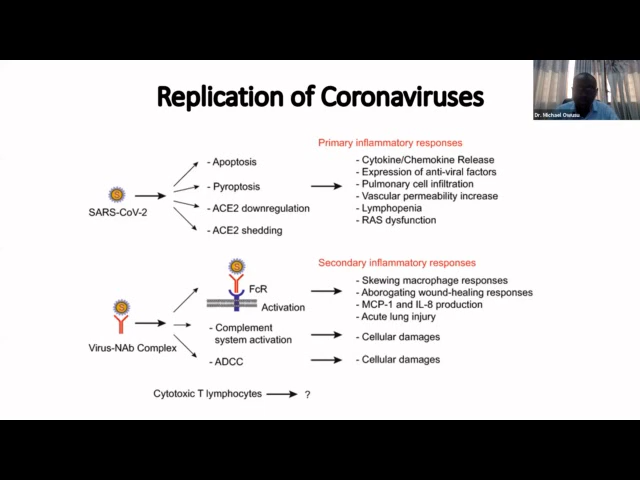 Replication of Coronaviruses
Dr. Michael Owusu
Primary inflammatory responses
SARS-CoV-2
- Apoptosis
- Pyroptosis
- ACE2 downregulation
- ACE2 shedding
- Cytokine/Chemokine Release
- Expression of anti-viral factors
- Pulmonary cell infiltration
- Vascular permeability increase
- Lymphopenia
- RAS dysfunction
Secondary inflammatory responses
Virus-NAb Complex
S
FcR
Activation
- Complement
system activation
- ADCC
- Skewing macrophage responses
- Aborogating wound-healing responses
- MCP-1 and IL-8 production
- Acute lung injury
- Cellular damages
- Cellular damages
Cytotoxic T lymphocytes
?